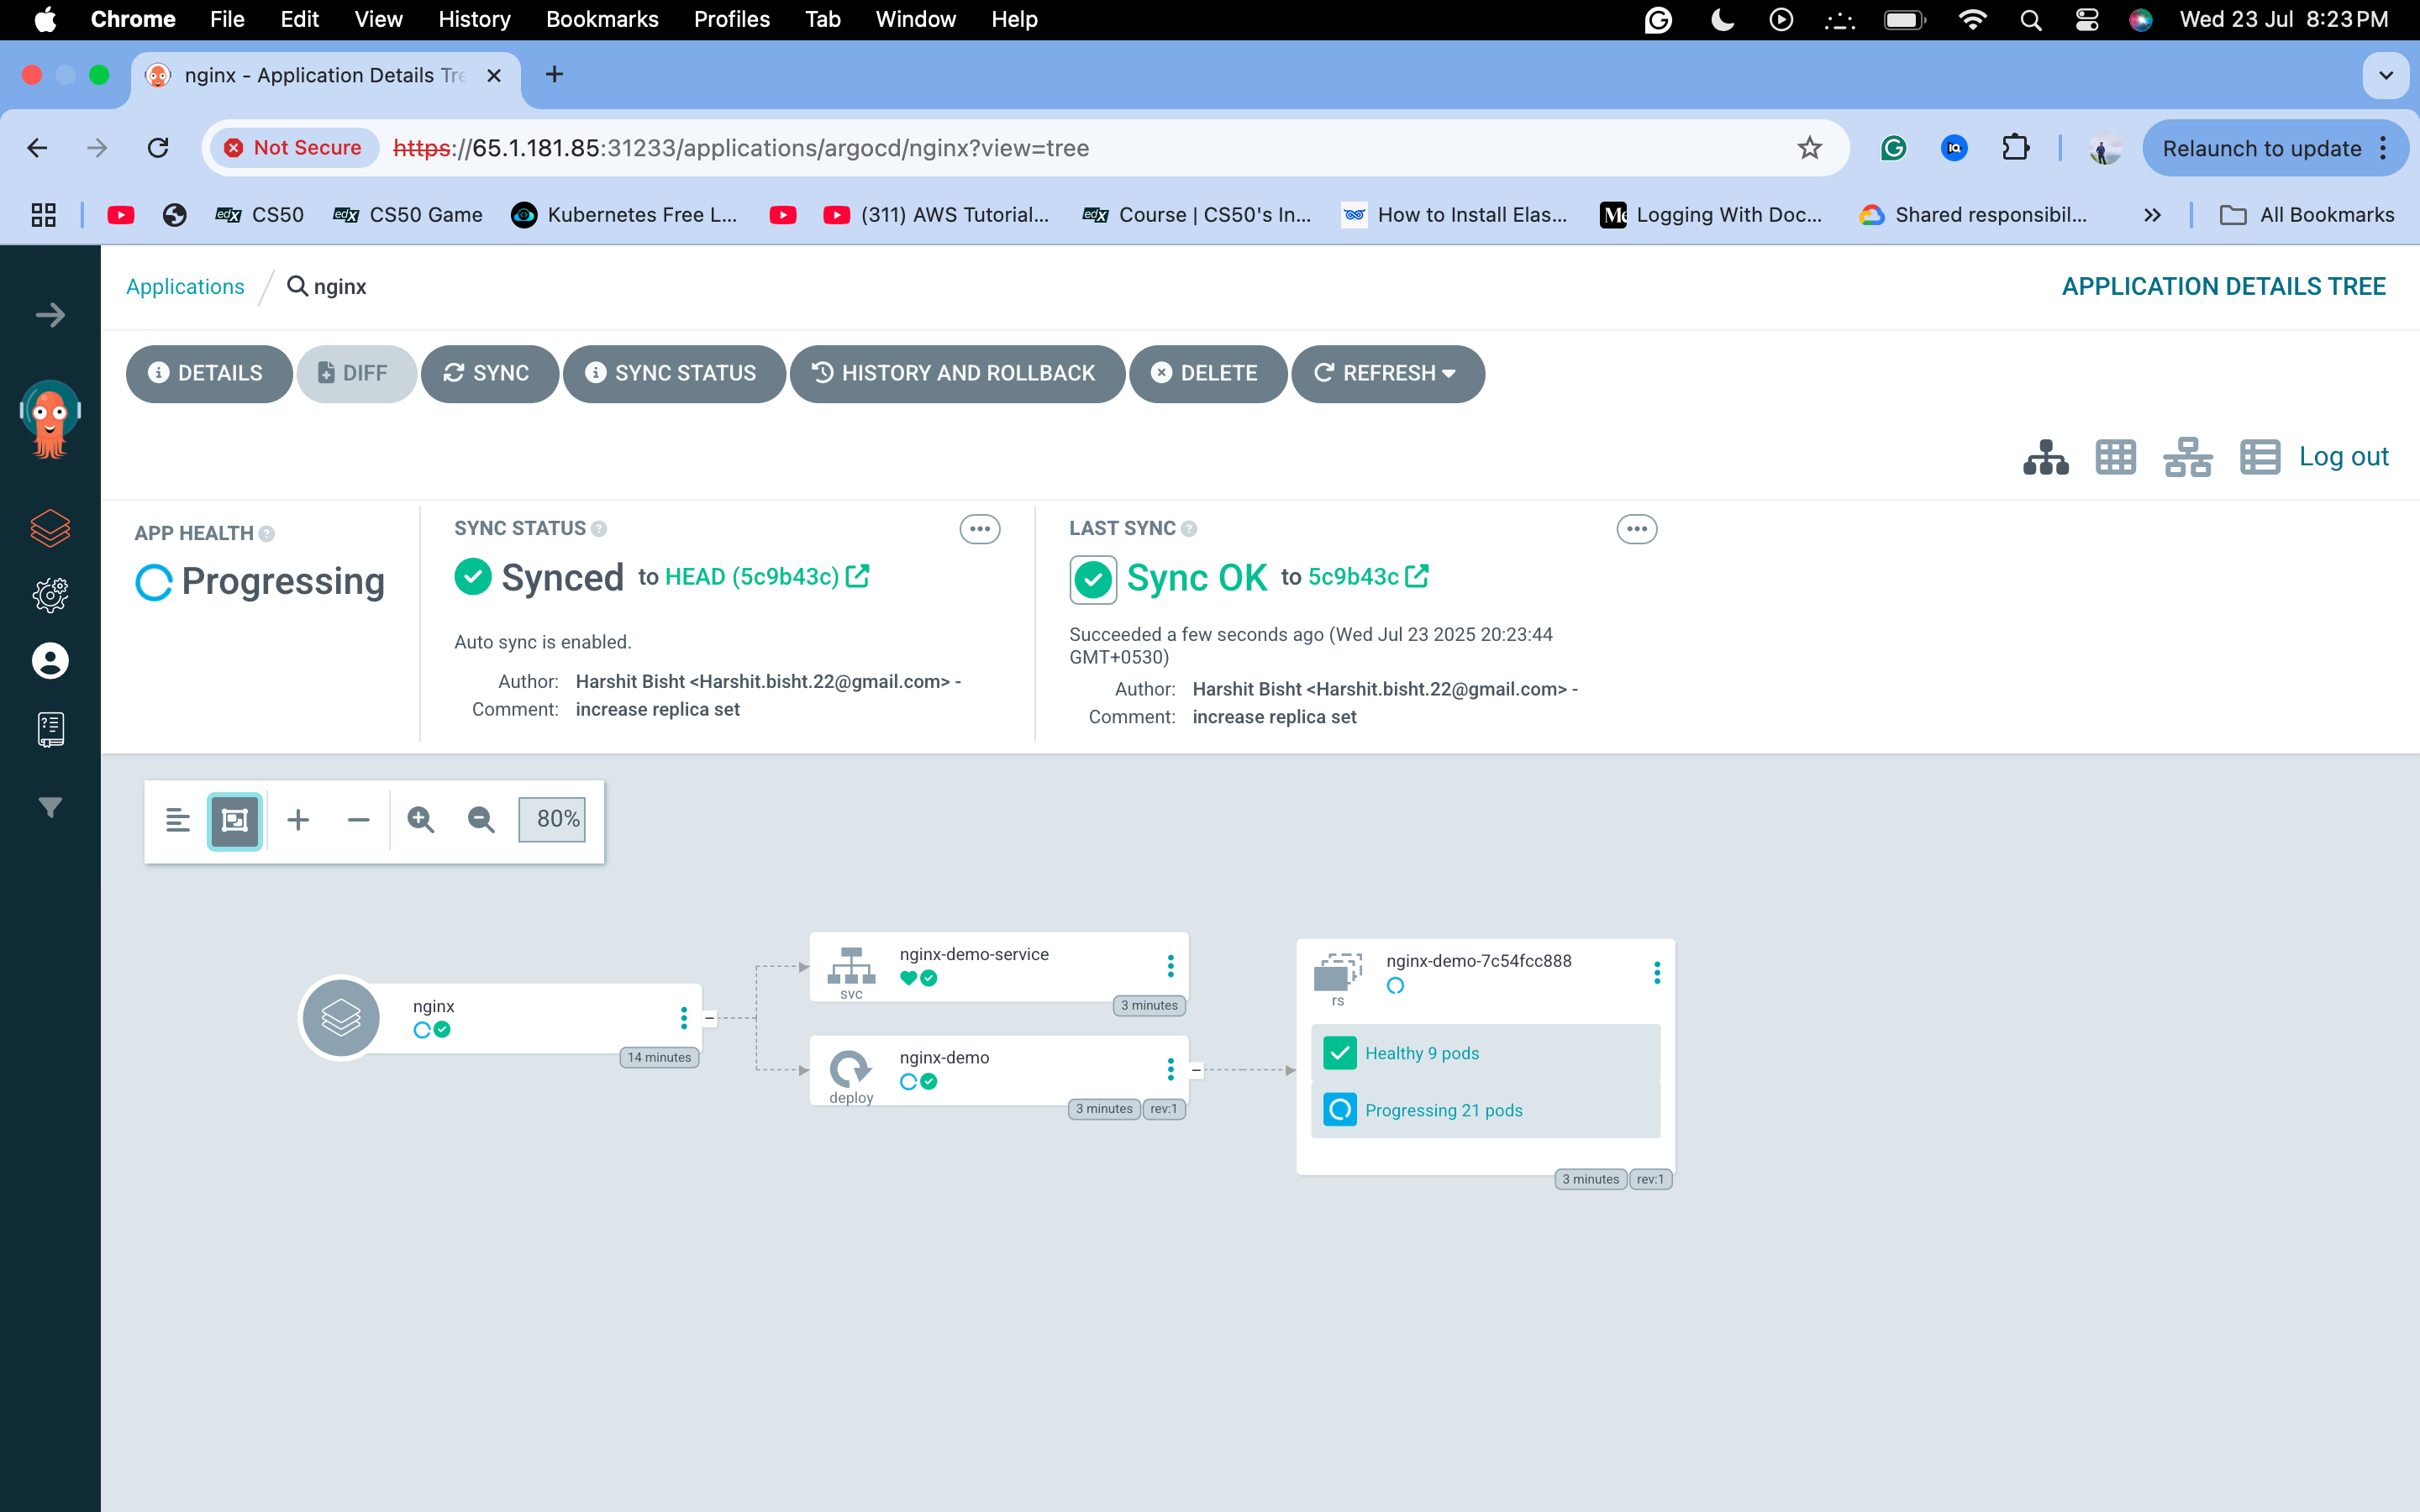 Chrome File Edit View History Bookmarks Profiles Tab Window Help Wed 23 Jul 8:23 PM
nginx - Application Details Tre
Not Secure https://65.1.181.85:31233/applications/argocd/nginx?view=tree Relaunch to update
edX CS50 edX CS50 Game Kubernetes Free L... (311) AWS Tutorial... edX Course | CS50's In... How to Install Elas... Logging With Doc... Shared responsibil... All Bookmarks
Applications / nginx APPLICATION DETAILS TREE
DETAILS DIFF SYNC SYNC STATUS HISTORY AND ROLLBACK DELETE REFRESH
Log out
APP HEALTH
Progressing
SYNC STATUS
Synced to HEAD (5c9b43c)
Auto sync is enabled.
Author: Harshit Bisht <Harshit.bisht.22@gmail.com> -
Comment: increase replica set
LAST SYNC
Sync OK to 5c9b43c
Succeeded a few seconds ago (Wed Jul 23 2025 20:23:44
GMT+0530)
Author: Harshit Bisht <Harshit.bisht.22@gmail.com> -
Comment: increase replica set
80%
nginx
14 minutes
nginx-demo-service
svc
3 minutes
nginx-demo
deploy
3 minutes rev:1
nginx-demo-7c54fcc888
rs
Healthy 9 pods
Progressing 21 pods
3 minutes rev:1